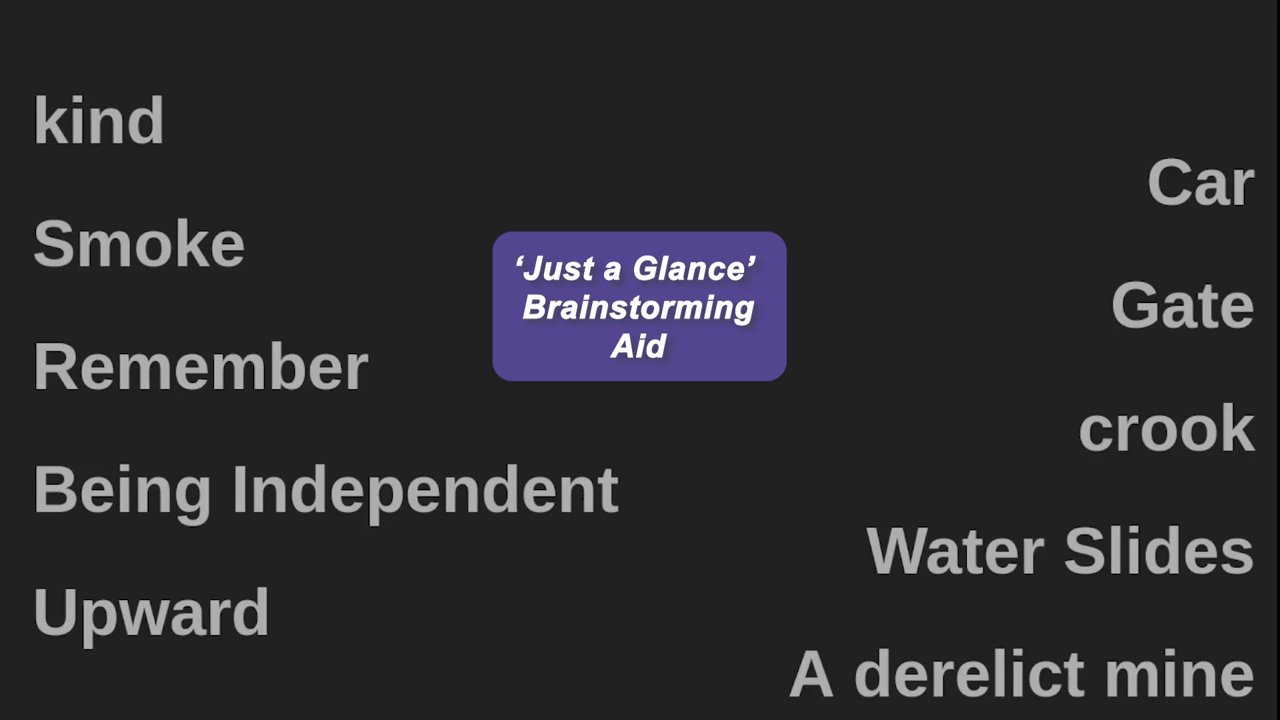 kind
Car
Smoke
‘Just a Glance’
Brainstorming
Aid
Gate
Remember
crook
Being Independent
Water Slides
Upward
A derelict mine